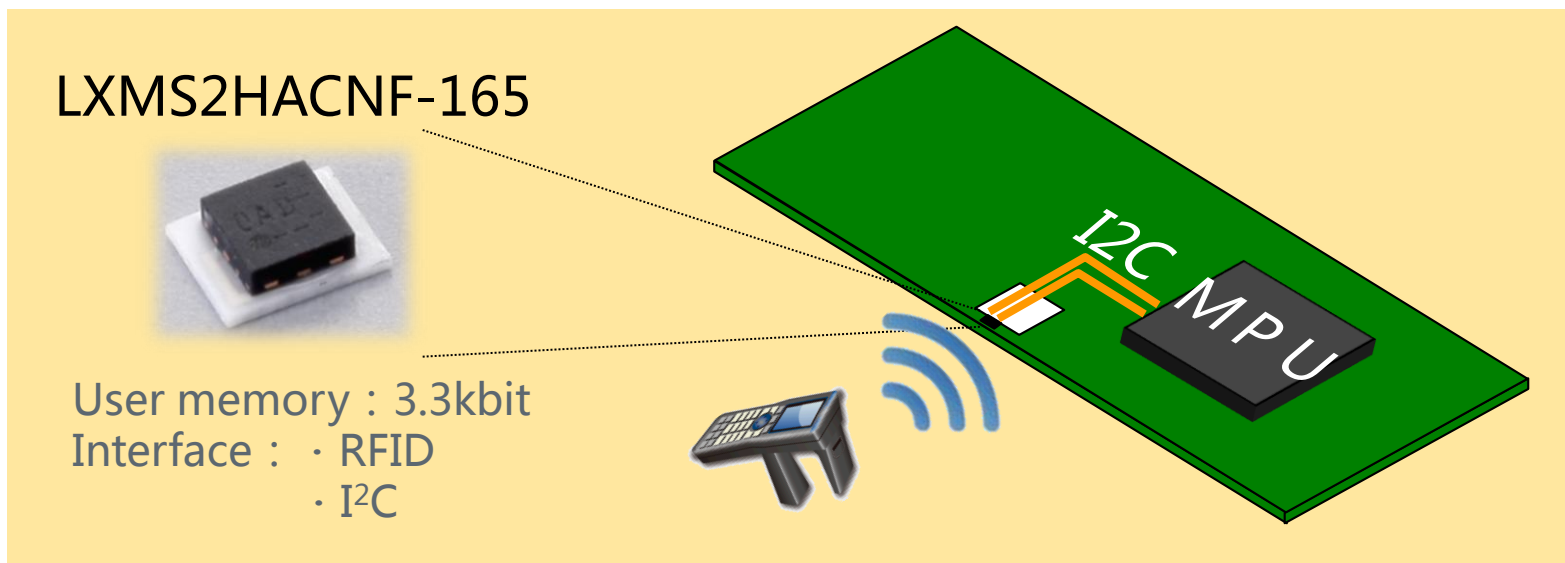 LXMS2HACNF-165
User memory：3.3kbit
Interface： ・RFID
・I²C
I2C
MPU